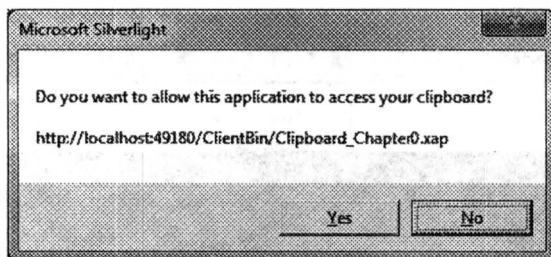 Microsoft Silverlight
Do you want to allow this application to access your clipboard?
http://localhost:49180/ClientBin/Clipboard_Chapter0.xap
Yes
No